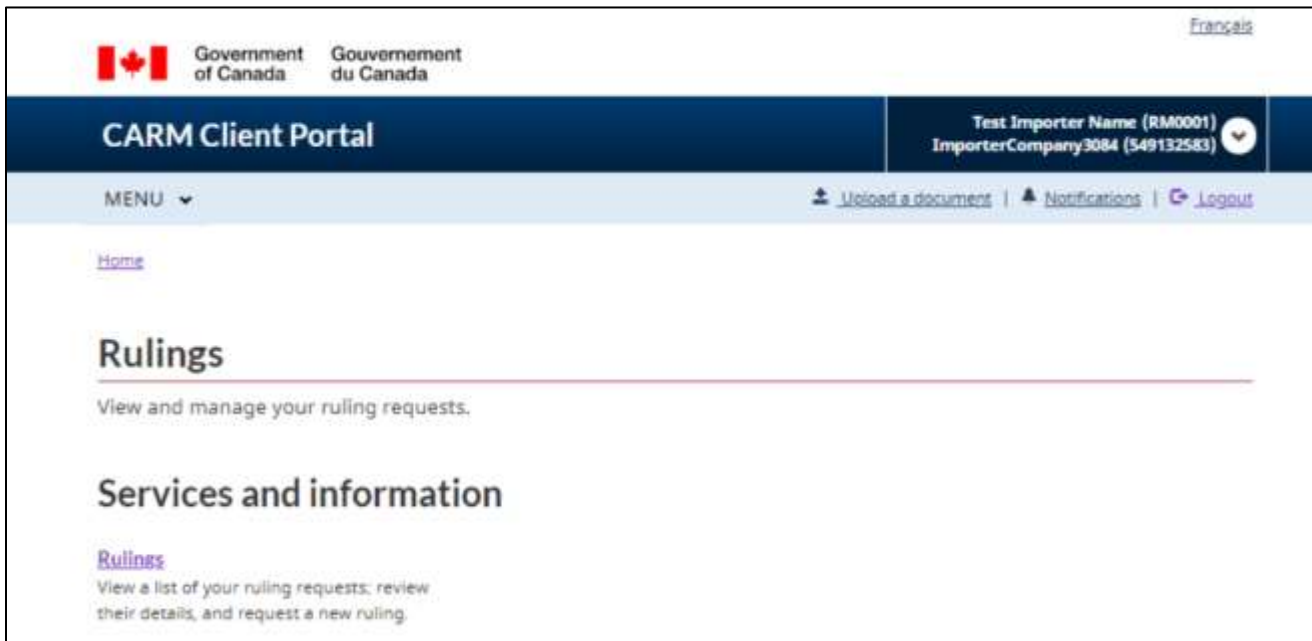 Français
Government of Canada
Gouvernement du Canada
CARM Client Portal
Test Importer Name (RM0001)
ImporterCompany3084 (549132583)
MENU
Upload a document | Notifications | Logout
Home
Rulings
View and manage your ruling requests.
Services and information
Rulings
View a list of your ruling requests; review
their details, and request a new ruling.